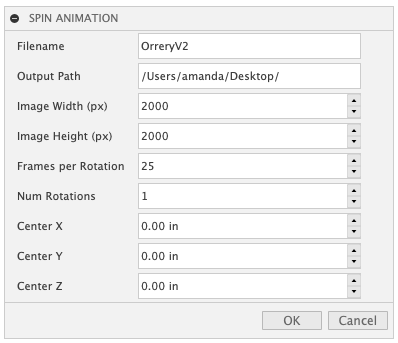 SPIN ANIMATION
Filename OrreryV2
Output Path /Users/amanda/Desktop/
Image Width (px) 2000
Image Height (px) 2000
Frames per Rotation 25
Num Rotations 1
Center X 0.00 in
Center Y 0.00 in
Center Z 0.00 in
OK Cancel